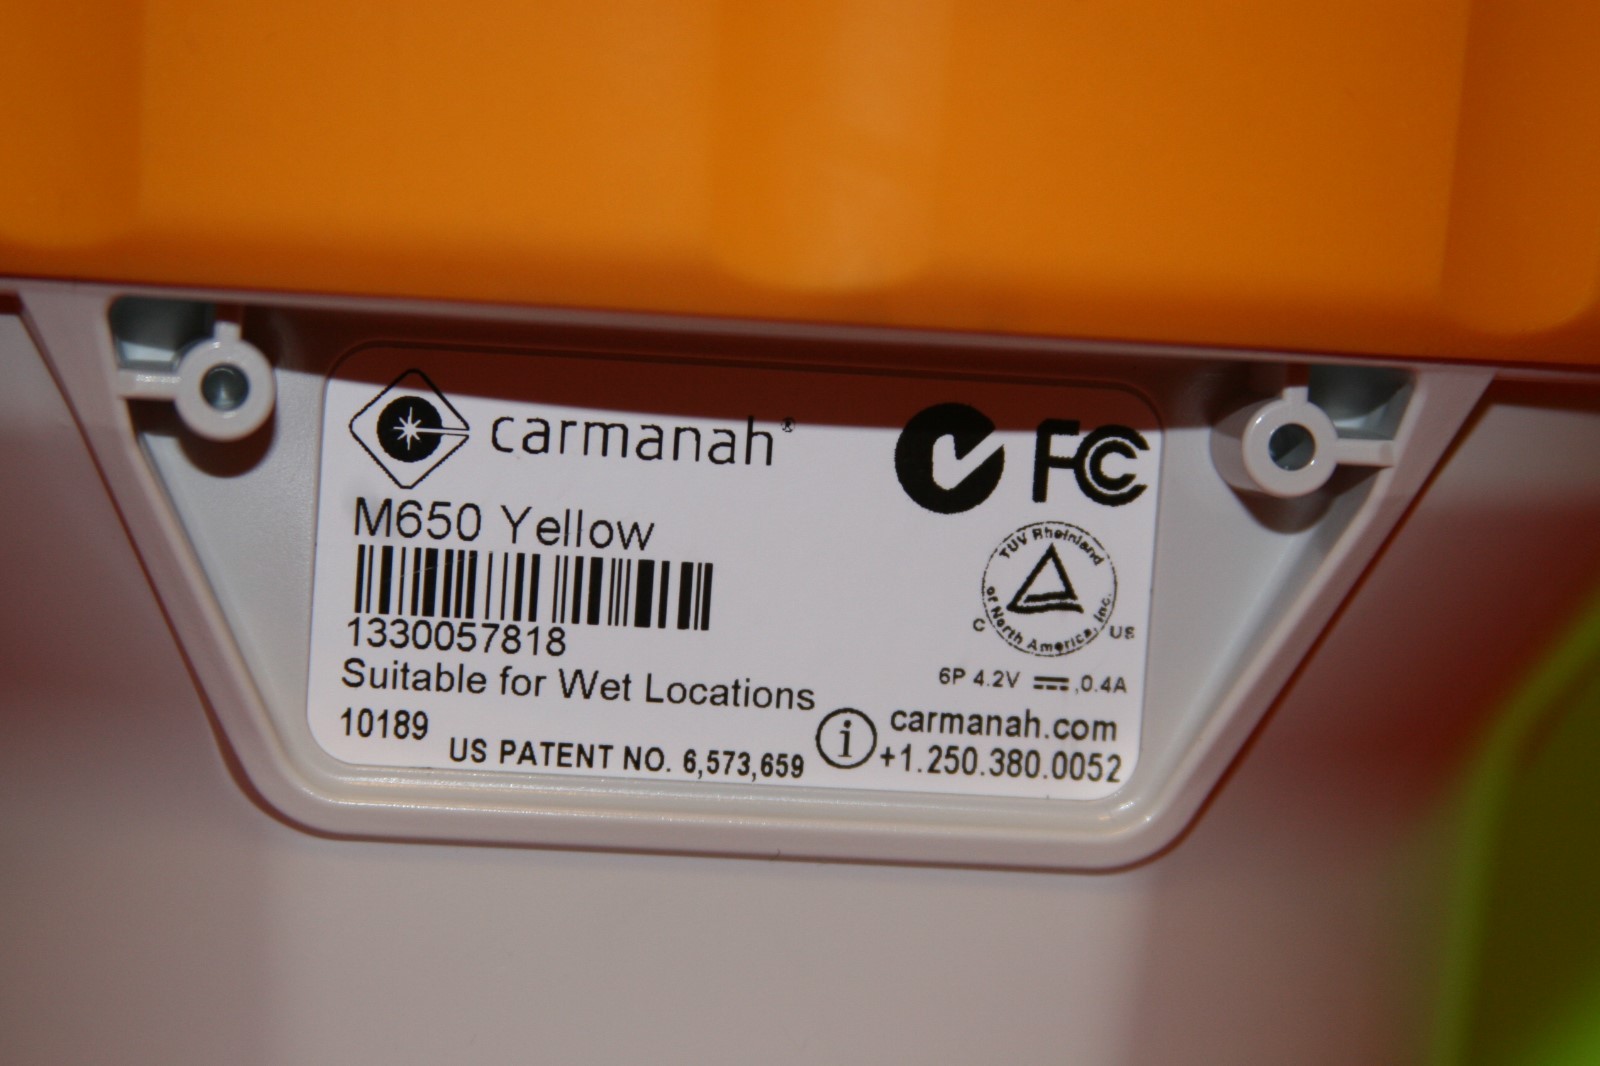 carmanah®
FC
M650 Yellow
TUV Rheinland
of North America, Inc.
C US
1330057818
Suitable for Wet Locations
6P 4.2V ⎓,0.4A
10189
US PATENT NO. 6,573,659
i
carmanah.com
+1.250.380.0052